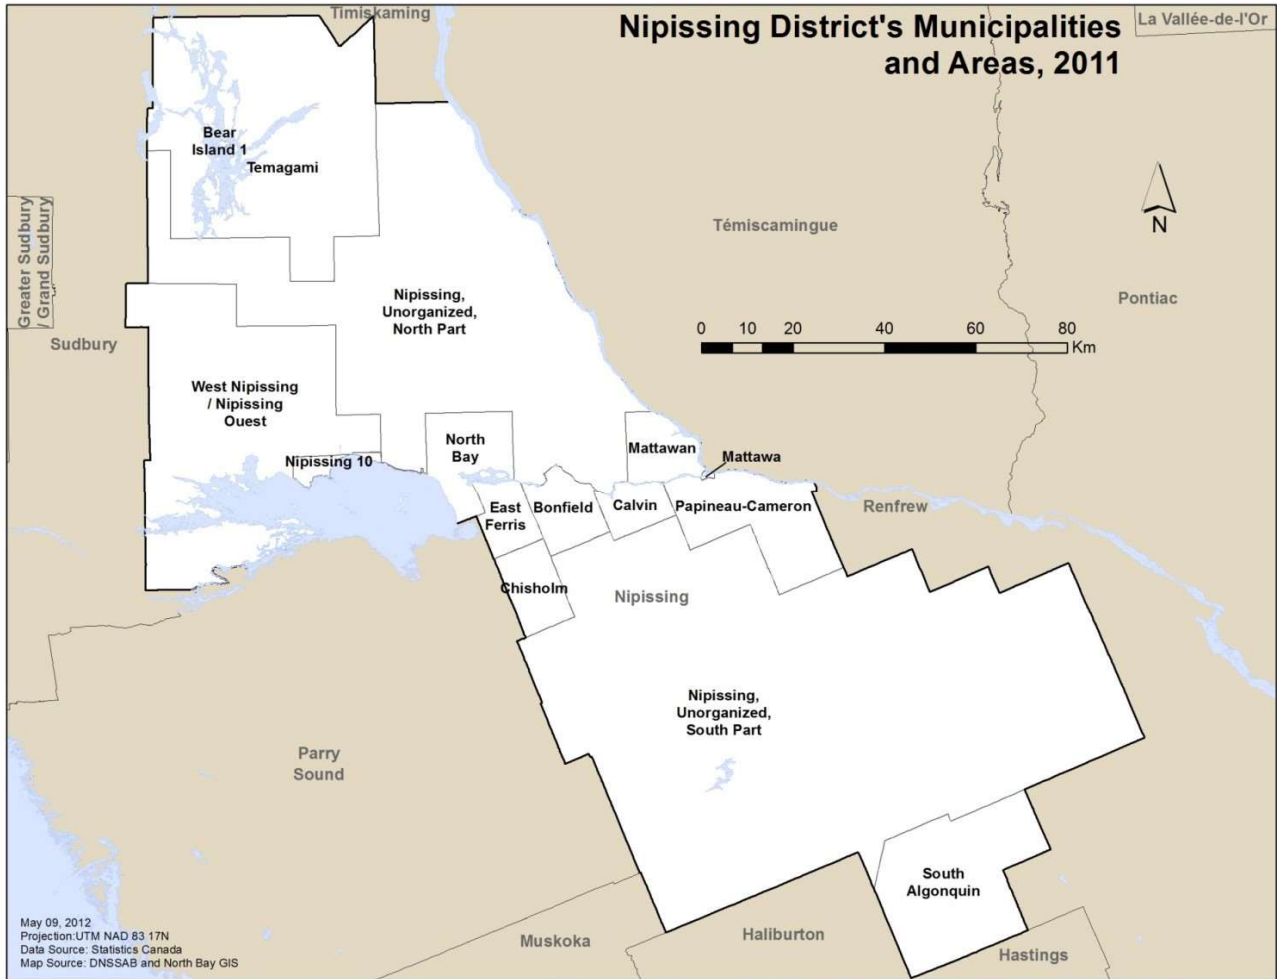 Timiskaming
La Vallée-de-l'Or
Nipissing District's Municipalities
and Areas, 2011
Bear
Island 1
Temagami
N
Témiscamingue
Greater Sudbury
/ Grand Sudbury
Sudbury
Nipissing,
Unorganized,
North Part
Pontiac
0 10 20 40 60 80
Km
West Nipissing
/ Nipissing
Ouest
Nipissing 10
North
Bay
Mattawan
Mattawa
East
Ferris
Bonfield
Calvin
Papineau-Cameron
Renfrew
Chisholm
Nipissing
Nipissing,
Unorganized,
South Part
Parry
Sound
South
Algonquin
Muskoka
Haliburton
Hastings
May 09, 2012
Projection:UTM NAD 83 17N
Data Source: Statistics Canada
Map Source: DNSSAB and North Bay GIS